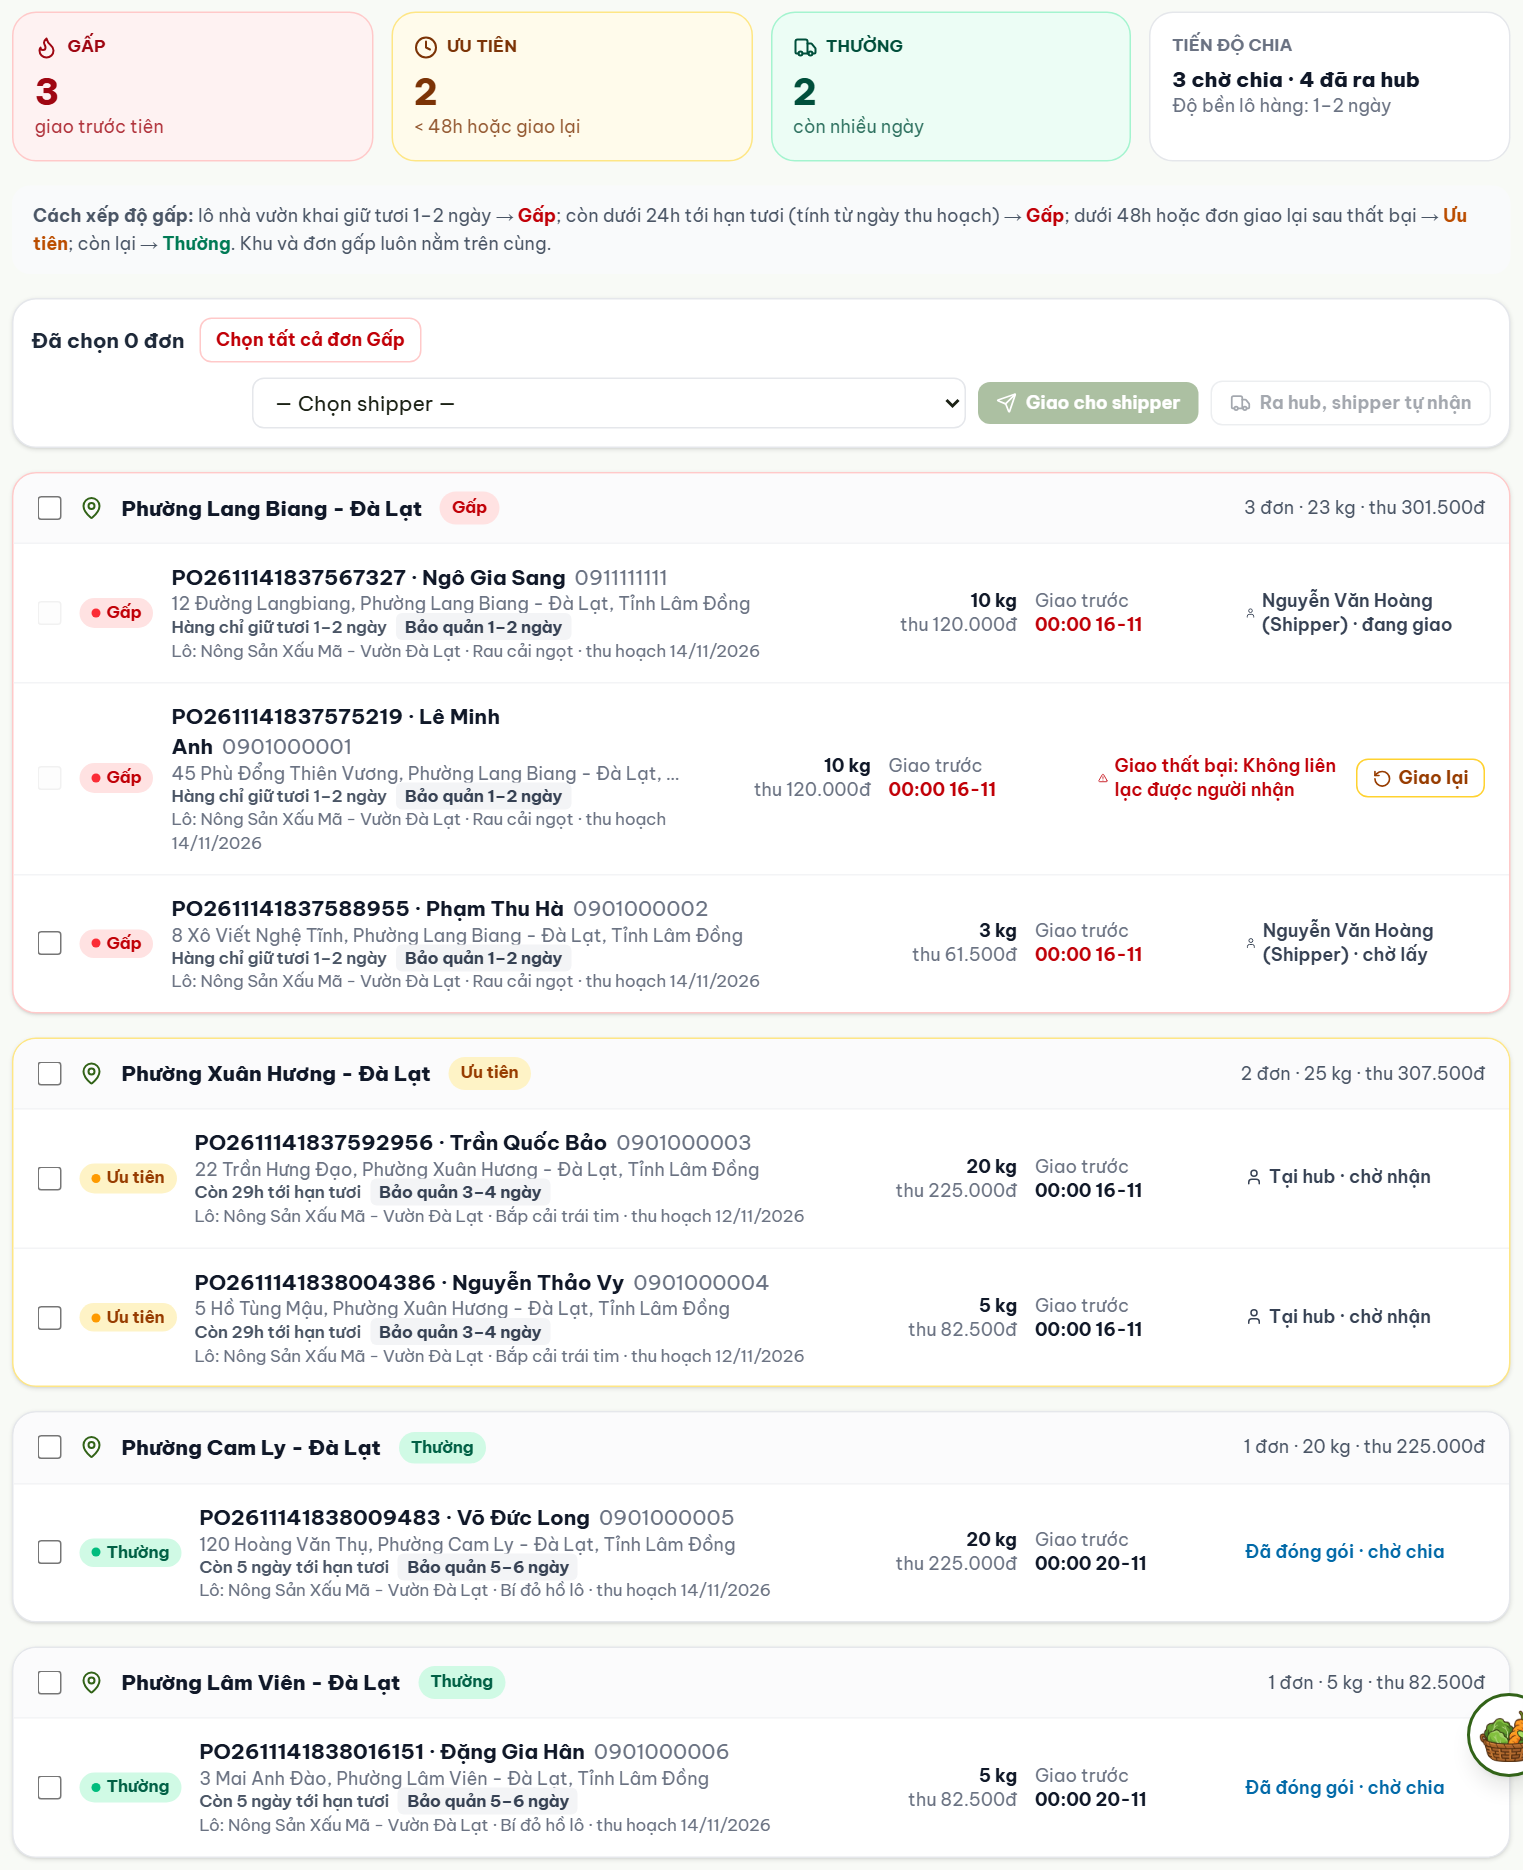 GẤP
3
giao trước tiên
ƯU TIÊN
2
< 48h hoặc giao lại
THƯỜNG
2
còn nhiều ngày
TIẾN ĐỘ CHIA
3 chờ chia · 4 đã ra hub
Độ bền lô hàng: 1–2 ngày
Cách xếp độ gấp: lô nhà vườn khai giữ tươi 1–2 ngày → Gấp; còn dưới 24h tới hạn tươi (tính từ ngày thu hoạch) → Gấp; dưới 48h hoặc đơn giao lại sau thất bại → Ưu
tiên; còn lại → Thường. Khu và đơn gấp luôn nằm trên cùng.
Đã chọn 0 đơn
Chọn tất cả đơn Gấp
— Chọn shipper —
Giao cho shipper
Ra hub, shipper tự nhận
Phường Lang Biang - Đà Lạt
Gấp
3 đơn · 23 kg · thu 301.500đ
Gấp
PO2611141837567327 · Ngô Gia Sang 0911111111
12 Đường Langbiang, Phường Lang Biang - Đà Lạt, Tỉnh Lâm Đồng
Hàng chỉ giữ tươi 1–2 ngày Bảo quản 1–2 ngày
Lô: Nông Sản Xấu Mã - Vườn Đà Lạt · Rau cải ngọt · thu hoạch 14/11/2026
10 kg
thu 120.000đ
Giao trước
00:00 16-11
Nguyễn Văn Hoàng
(Shipper) · đang giao
Gấp
PO2611141837575219 · Lê Minh
Anh 0901000001
45 Phù Đổng Thiên Vương, Phường Lang Biang - Đà Lạt, ...
Hàng chỉ giữ tươi 1–2 ngày Bảo quản 1–2 ngày
Lô: Nông Sản Xấu Mã - Vườn Đà Lạt · Rau cải ngọt · thu hoạch
14/11/2026
10 kg
thu 120.000đ
Giao trước
00:00 16-11
Giao thất bại: Không liên
lạc được người nhận
Giao lại
Gấp
PO2611141837588955 · Phạm Thu Hà 0901000002
8 Xô Viết Nghệ Tĩnh, Phường Lang Biang - Đà Lạt, Tỉnh Lâm Đồng
Hàng chỉ giữ tươi 1–2 ngày Bảo quản 1–2 ngày
Lô: Nông Sản Xấu Mã - Vườn Đà Lạt · Rau cải ngọt · thu hoạch 14/11/2026
3 kg
thu 61.500đ
Giao trước
00:00 16-11
Nguyễn Văn Hoàng
(Shipper) · chờ lấy
Phường Xuân Hương - Đà Lạt
Ưu tiên
2 đơn · 25 kg · thu 307.500đ
Ưu tiên
PO2611141837592956 · Trần Quốc Bảo 0901000003
22 Trần Hưng Đạo, Phường Xuân Hương - Đà Lạt, Tỉnh Lâm Đồng
Còn 29h tới hạn tươi Bảo quản 3–4 ngày
Lô: Nông Sản Xấu Mã - Vườn Đà Lạt · Bắp cải trái tim · thu hoạch 12/11/2026
20 kg
thu 225.000đ
Giao trước
00:00 16-11
Tại hub · chờ nhận
Ưu tiên
PO2611141838004386 · Nguyễn Thảo Vy 0901000004
5 Hồ Tùng Mậu, Phường Xuân Hương - Đà Lạt, Tỉnh Lâm Đồng
Còn 29h tới hạn tươi Bảo quản 3–4 ngày
Lô: Nông Sản Xấu Mã - Vườn Đà Lạt · Bắp cải trái tim · thu hoạch 12/11/2026
5 kg
thu 82.500đ
Giao trước
00:00 16-11
Tại hub · chờ nhận
Phường Cam Ly - Đà Lạt
Thường
1 đơn · 20 kg · thu 225.000đ
Thường
PO2611141838009483 · Võ Đức Long 0901000005
120 Hoàng Văn Thụ, Phường Cam Ly - Đà Lạt, Tỉnh Lâm Đồng
Còn 5 ngày tới hạn tươi Bảo quản 5–6 ngày
Lô: Nông Sản Xấu Mã - Vườn Đà Lạt · Bí đỏ hồ lô · thu hoạch 14/11/2026
20 kg
thu 225.000đ
Giao trước
00:00 20-11
Đã đóng gói · chờ chia
Phường Lâm Viên - Đà Lạt
Thường
1 đơn · 5 kg · thu 82.500đ
Thường
PO2611141838016151 · Đặng Gia Hân 0901000006
3 Mai Anh Đào, Phường Lâm Viên - Đà Lạt, Tỉnh Lâm Đồng
Còn 5 ngày tới hạn tươi Bảo quản 5–6 ngày
Lô: Nông Sản Xấu Mã - Vườn Đà Lạt · Bí đỏ hồ lô · thu hoạch 14/11/2026
5 kg
thu 82.500đ
Giao trước
00:00 20-11
Đã đóng gói · chờ chia